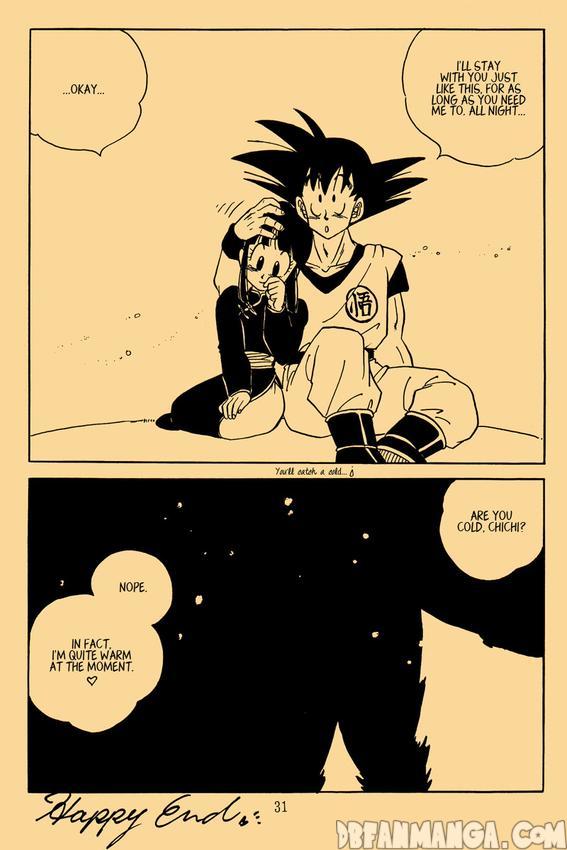 ...OKAY...
I'LL STAY
WITH YOU JUST
LIKE THIS, FOR AS
LONG AS YOU NEED
ME TO. ALL NIGHT...
悟
You'll catch a cold...
ARE YOU
COLD, CHICHI?
NOPE.
IN FACT,
I'M QUITE WARM
AT THE MOMENT.
♡
Happy End
31
DBFANMANGA.COM